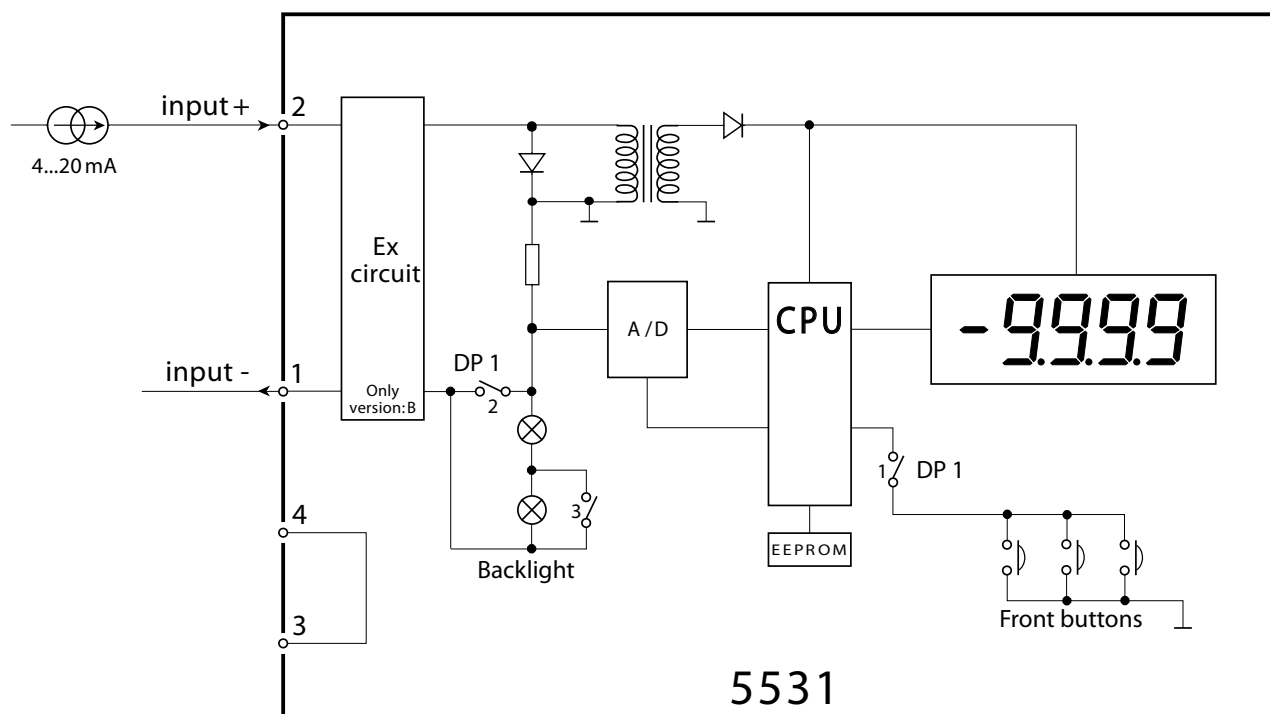 input +
2
4...20 mA
Ex
circuit
A / D
CPU
-9.9.9.9
input -
1
DP 1
2
Only
version: B
1
DP 1
3
4
EEPROM
Backlight
3
Front buttons
5531